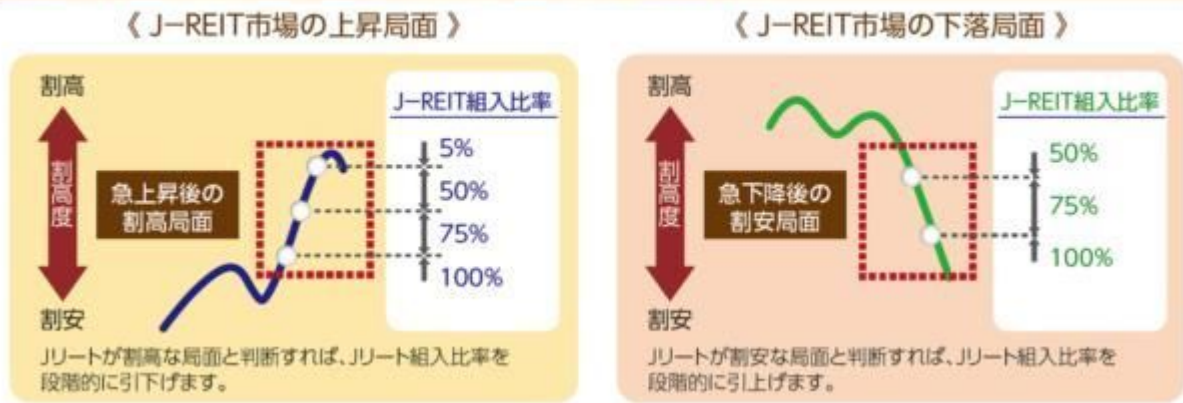 《 J-REIT市場の上昇局面 》
割高
割高度
割安
急上昇後の
割高局面
J-REIT組入比率
5%
50%
75%
100%
Jリートが割高な局面と判断すれば、Jリート組入比率を
段階的に引下げます。
《 J-REIT市場の下落局面 》
割高
割高度
割安
急下降後の
割安局面
J-REIT組入比率
50%
75%
100%
Jリートが割安な局面と判断すれば、Jリート組入比率を
段階的に引上げます。